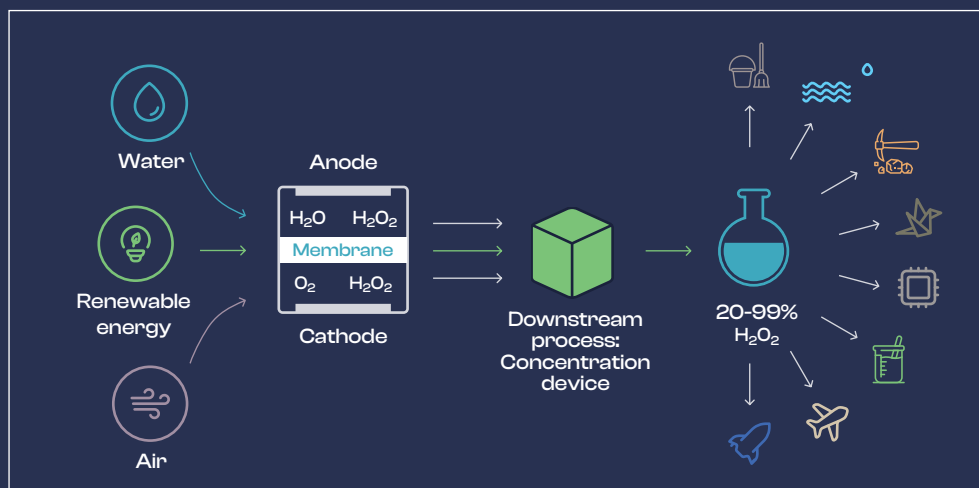 Water
Renewable
energy
Air
Anode
H₂O H₂O₂
Membrane
O₂ H₂O₂
Cathode
Downstream
process:
Concentration
device
20-99%
H₂O₂